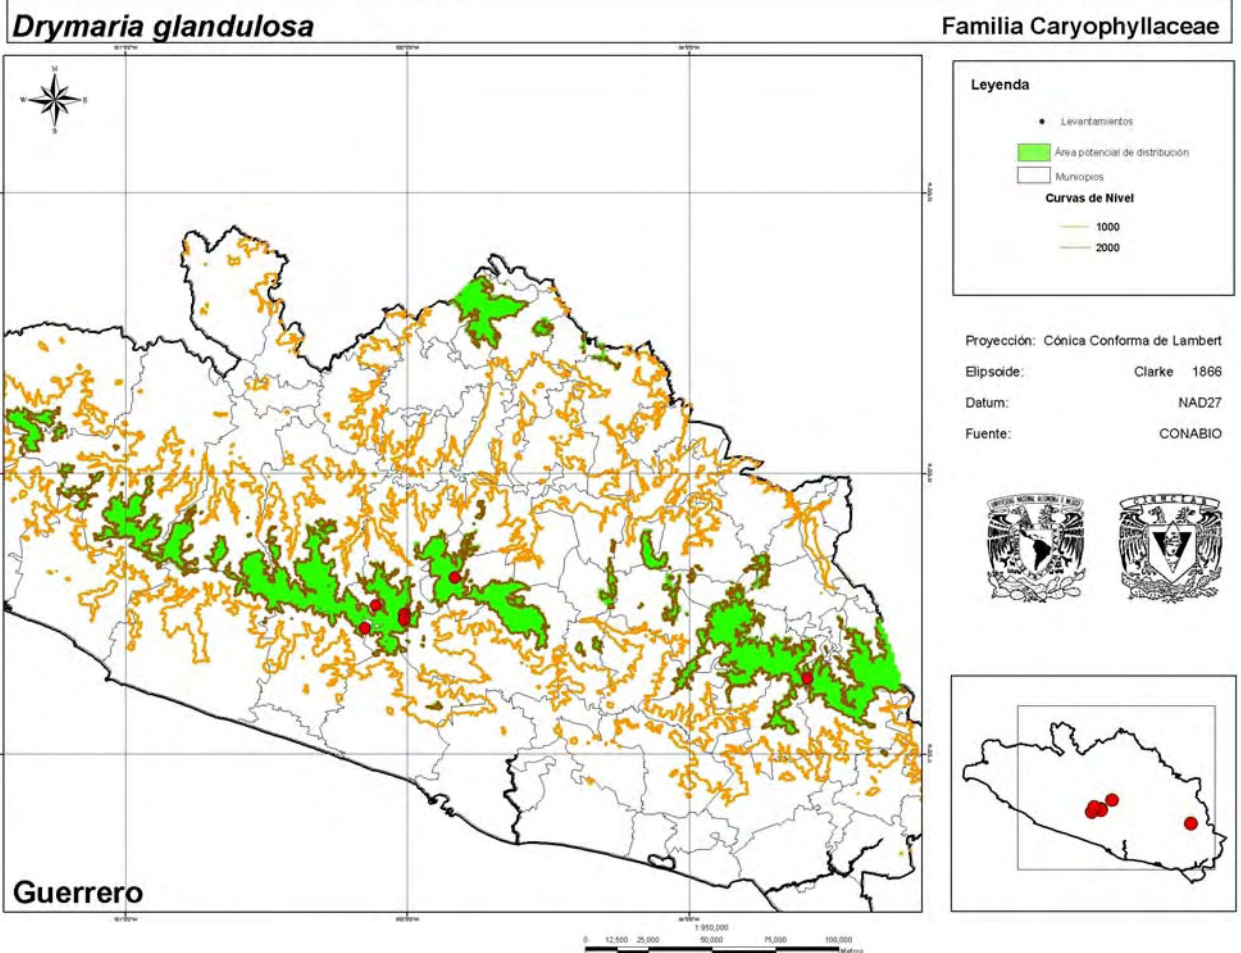 Drymaria glandulosa
Familia Caryophyllaceae
N
W E
S
Leyenda
Levantamientos
Área potencial de distribución
Municipios
Curvas de Nivel
1000
2000
Proyección: Cónica Conforma de Lambert
Elipsoide: Clarke 1866
Datum: NAD27
Fuente: CONABIO
Guerrero
1:950,000
0 12,500 25,000 50,000 75,000 100,000
Metros